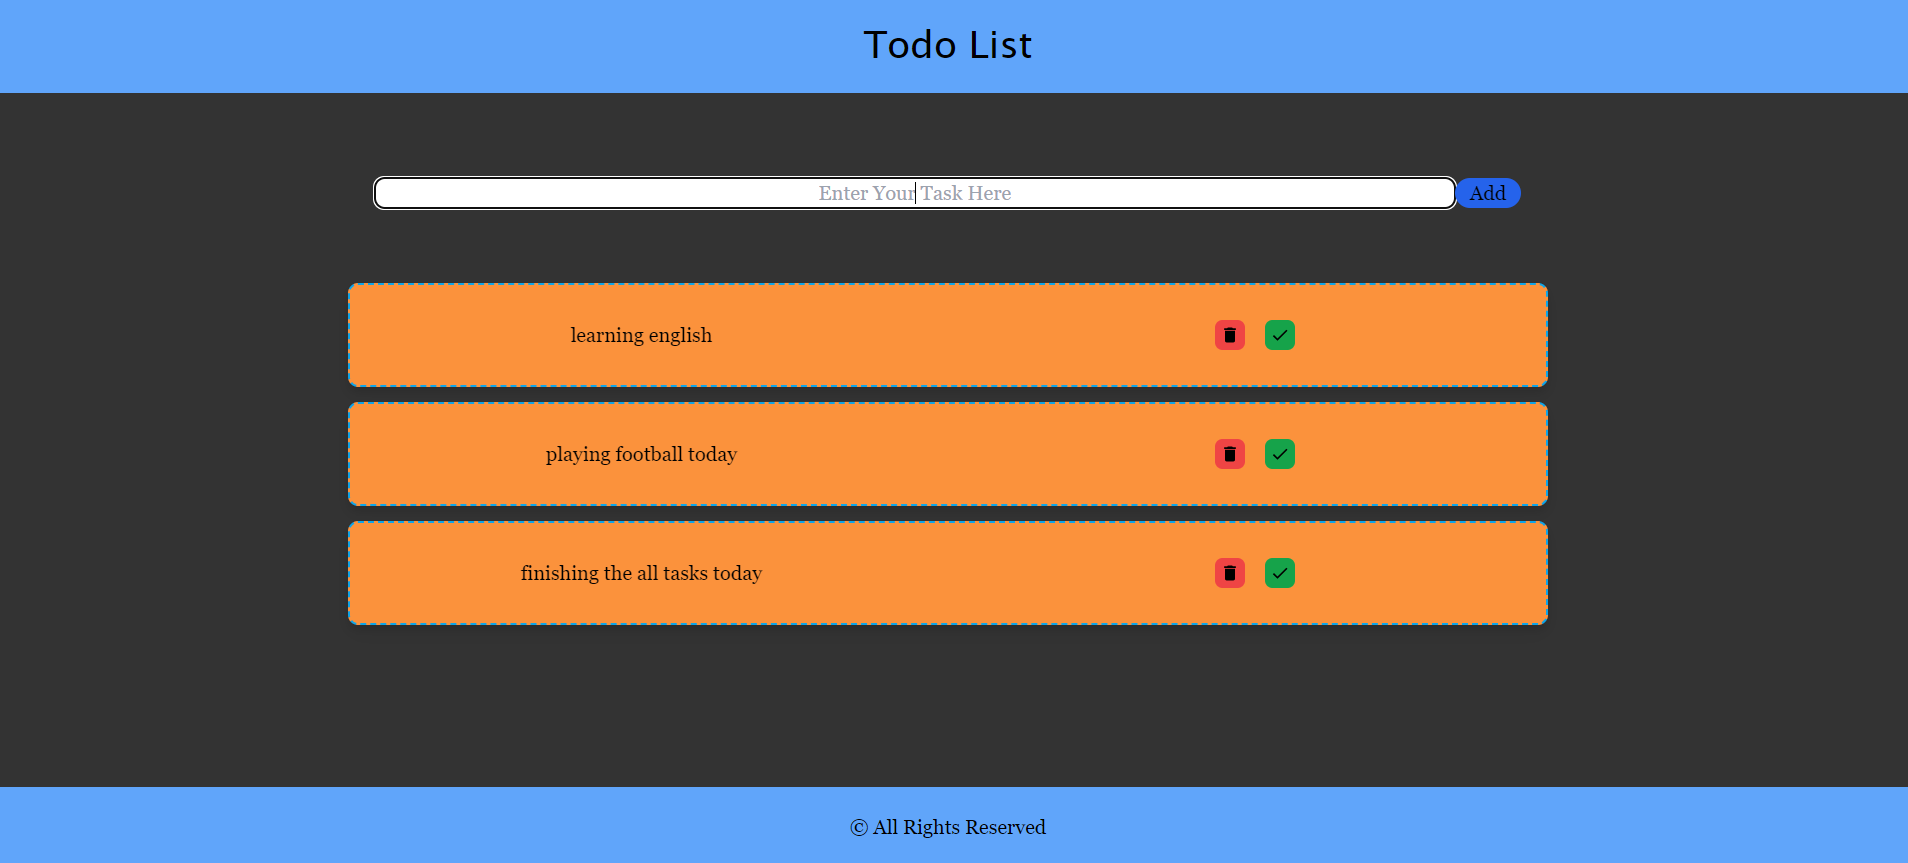 Todo List
Enter Your Task Here
Add
learning english
playing football today
finishing the all tasks today
© All Rights Reserved